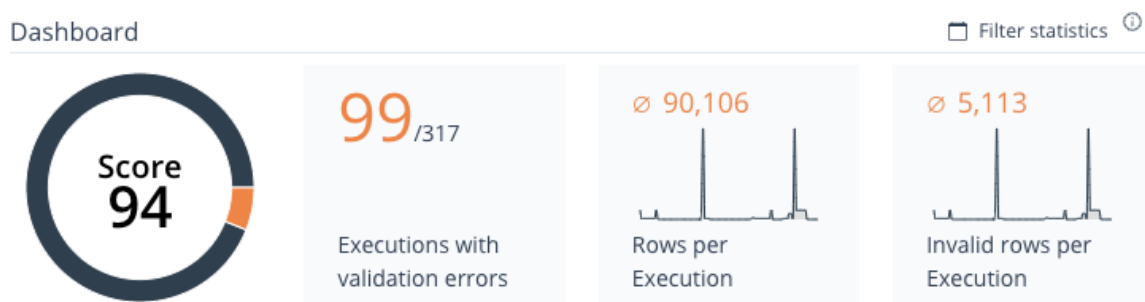 Dashboard
Filter statistics
Score
94
99/317
Executions with
validation errors
⌀ 90,106
Rows per
Execution
⌀ 5,113
Invalid rows per
Execution